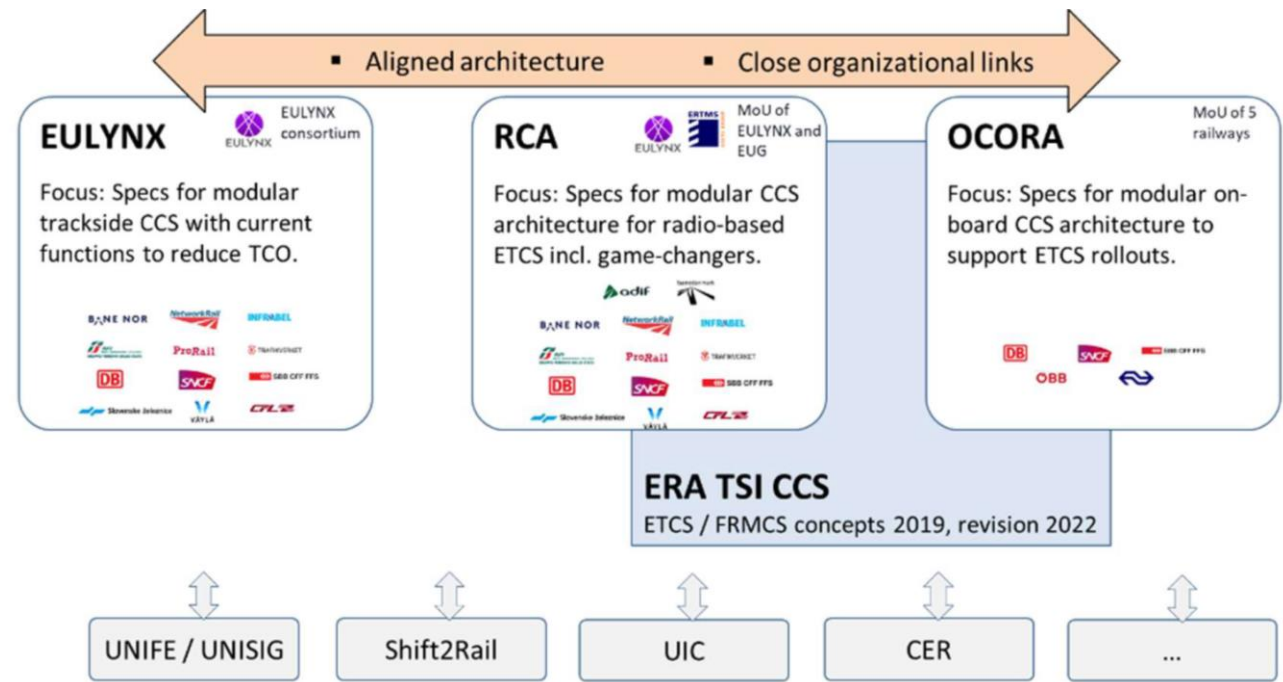 ▪ Aligned architecture
▪ Close organizational links
EULYNX
EULYNX
EULYNX
consortium
Focus: Specs for modular
trackside CCS with current
functions to reduce TCO.
BANE NOR
NetworkRail
INFRABEL
ProRail
TRAFIKVERKET
DB
SNCF
SBB CFF FFS
Slovenske železnice
VÄYLÄ
CFL
RCA
EULYNX
ERTMS
MoU of
EULYNX and
EUG
Focus: Specs for modular CCS
architecture for radio-based
ETCS incl. game-changers.
adif
BANE NOR
NetworkRail
INFRABEL
ProRail
TRAFIKVERKET
DB
SNCF
SBB CFF FFS
Slovenske železnice
VÄYLÄ
CFL
OCORA
MoU of 5
railways
Focus: Specs for modular on-
board CCS architecture to
support ETCS rollouts.
DB
SNCF
SBB CFF FFS
ÖBB
ERA TSI CCS
ETCS / FRMCS concepts 2019, revision 2022
UNIFE / UNISIG
Shift2Rail
UIC
CER
...